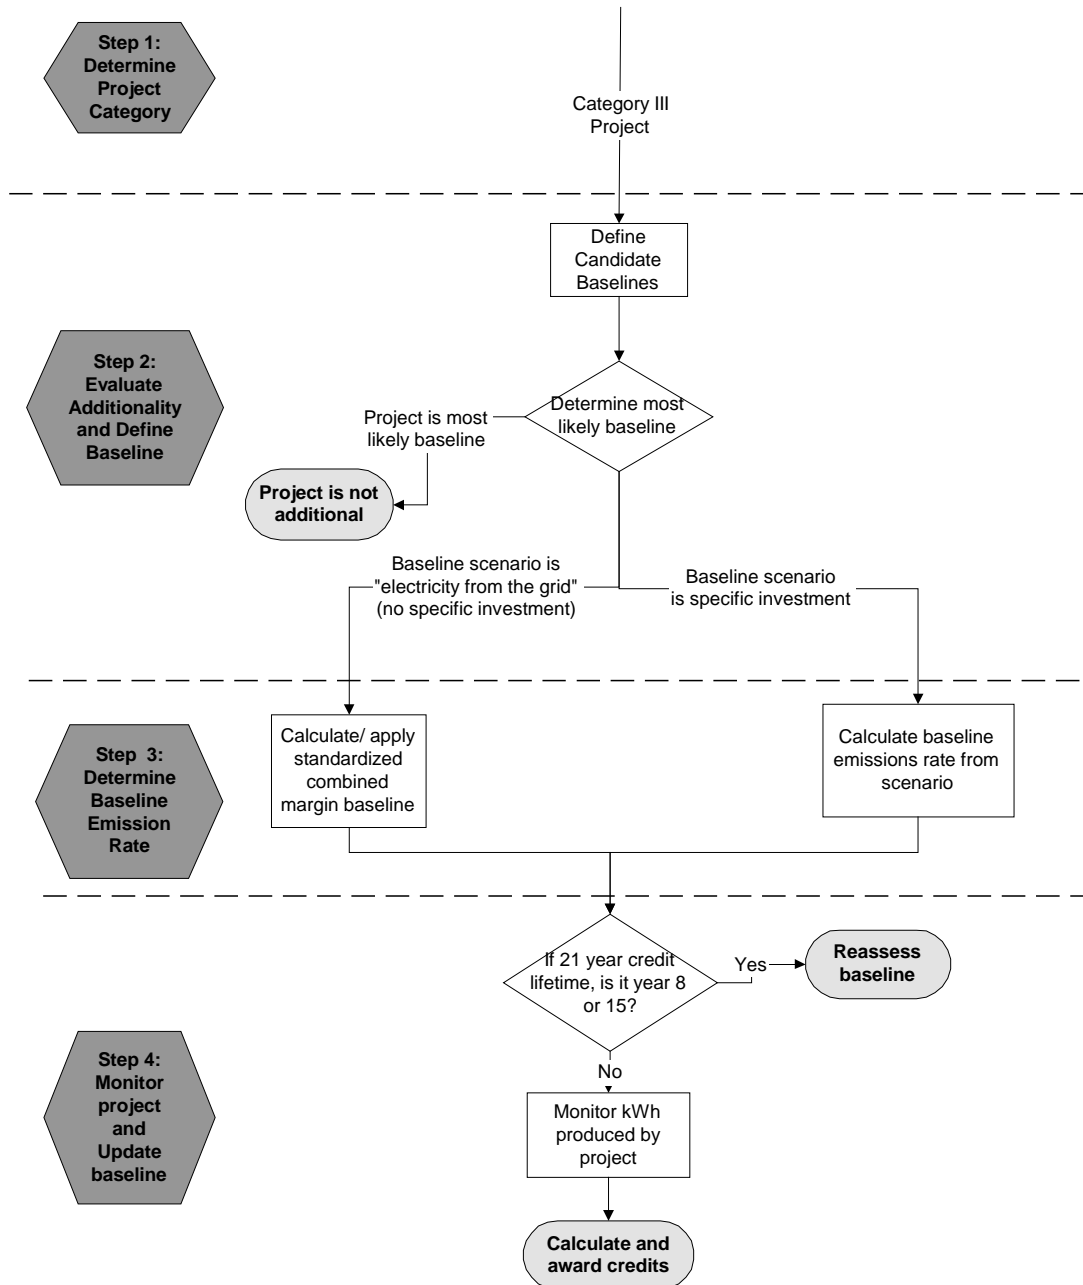 Step 1:
Determine
Project
Category
Category III
Project
Define
Candidate
Baselines
Step 2:
Evaluate
Additionality
and Define
Baseline
Determine most
likely baseline
Project is most
likely baseline
Project is not
additional
Baseline scenario is
"electricity from the grid"
(no specific investment)
Baseline scenario
is specific investment
Step  3:
Determine
Baseline
Emission
Rate
Calculate/ apply
standardized
combined
margin baseline
Calculate baseline
emissions rate from
scenario
If 21 year credit
lifetime, is it year 8
or 15?
Yes
Reassess
baseline
No
Step 4:
Monitor
project
and
Update
baseline
Monitor kWh
produced by
project
Calculate and
award credits